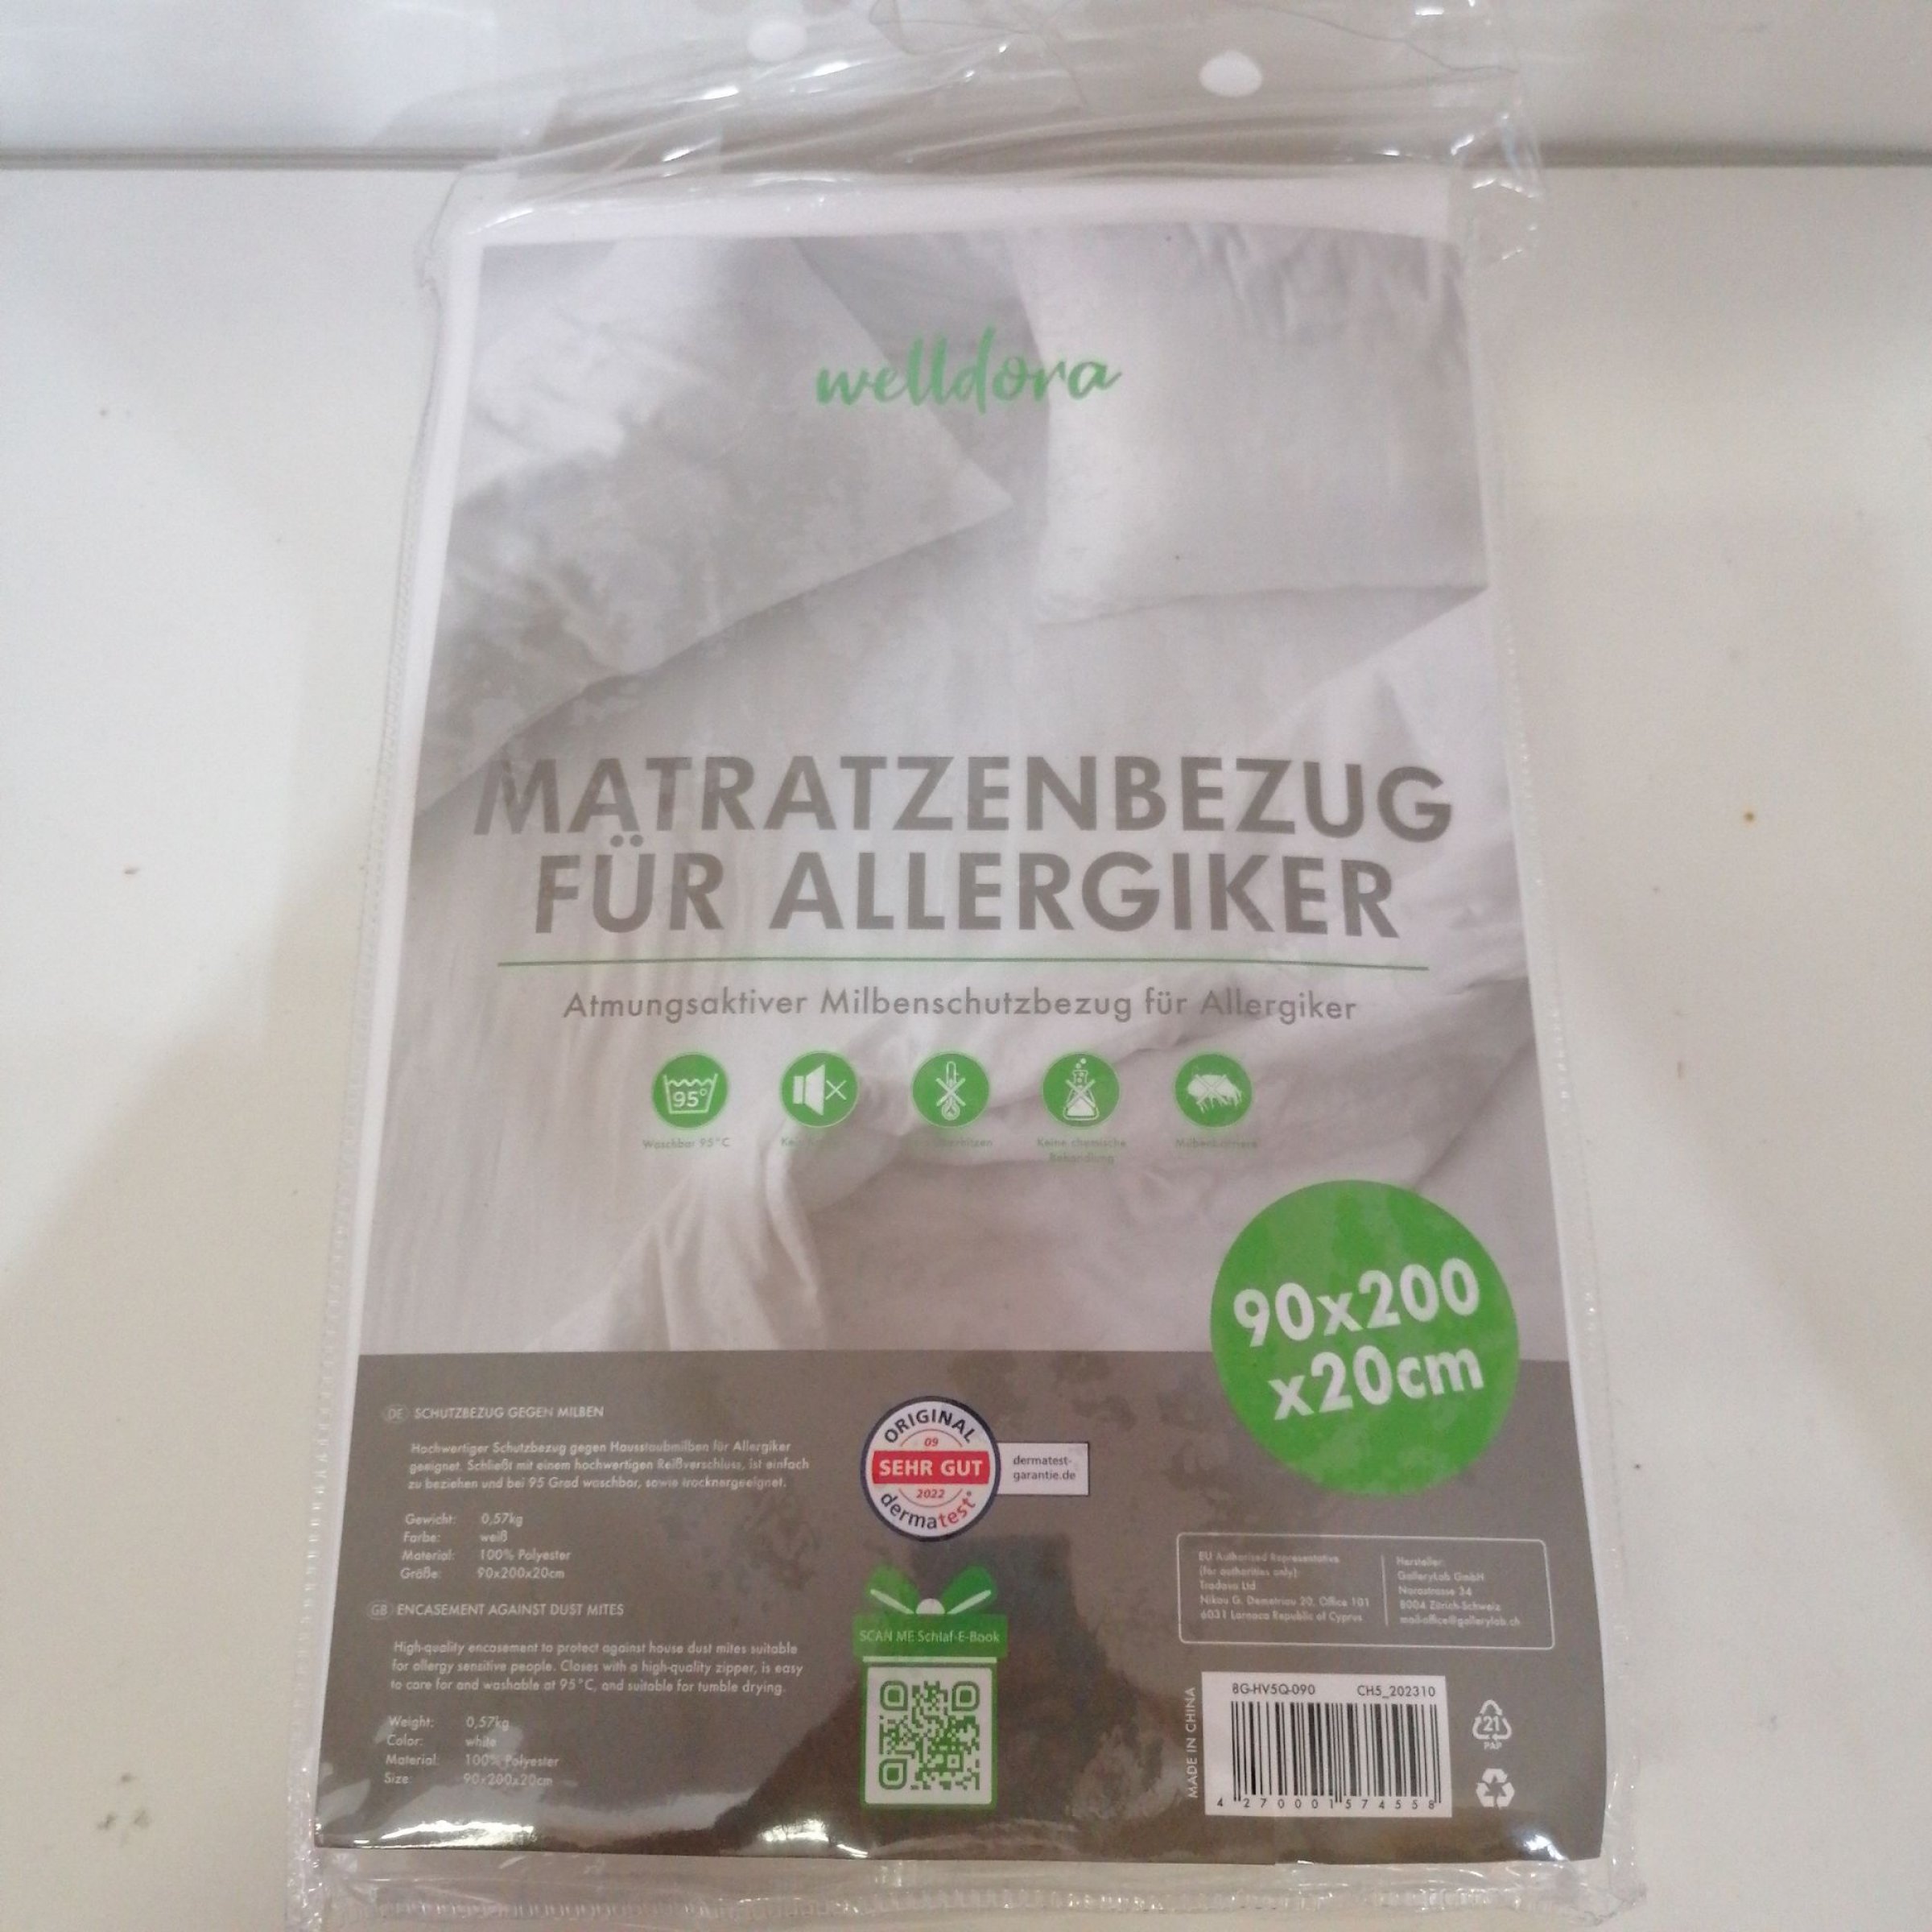 welldora
MATRATZENBEZUG
FÜR ALLERGIKER
Atmungsaktiver Milbenschutzbezug für Allergiker
95°
Waschbar 95°C
Keine chemische
Behandlung
Milbenbarriere
90x200
x20cm
DE SCHUTZBEZUG GEGEN MILBEN
Hochwertiger Schutzbezug gegen Hausstaubmilben für Allergiker
geeignet. Schließt mit einem hochwertigen Reißverschluss, ist einfach
zu beziehen und bei 95 Grad waschbar, sowie trocknergeeignet.
Gewicht: 0,57kg
Farbe: weiß
Material: 100% Polyester
Größe: 90x200x20cm
GB ENCASEMENT AGAINST DUST MITES
High-quality encasement to protect against house dust mites suitable
for allergy sensitive people. Closes with a high-quality zipper, is easy
to care for and washable at 95°C, and suitable for tumble drying.
Weight: 0,57kg
Color: white
Material: 100% Polyester
Size: 90x200x20cm
ORIGINAL
09
SEHR GUT
2022
dermatest®
dermatest-
garantie.de
SCAN ME Schlaf-E-Book
EU Authorised Representative
(for authorities only):
Tradavo Ltd
Nikou G. Demetriou 20, Office 101
6031 Larnaca Republic of Cyprus
Hersteller:
GalleryLab GmbH
Norastrasse 24
8004 Zürich-Schweiz
mail-office@gallerylab.ch
MADE IN CHINA
8G-HV5Q-090 CH5_202310
4 270001 574558
21
PAP